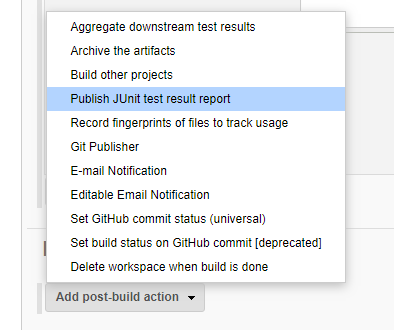 Aggregate downstream test results
Archive the artifacts
Build other projects
Publish JUnit test result report
Record fingerprints of files to track usage
Git Publisher
E-mail Notification
Editable Email Notification
Set GitHub commit status (universal)
Set build status on GitHub commit [deprecated]
Delete workspace when build is done
Add post-build action